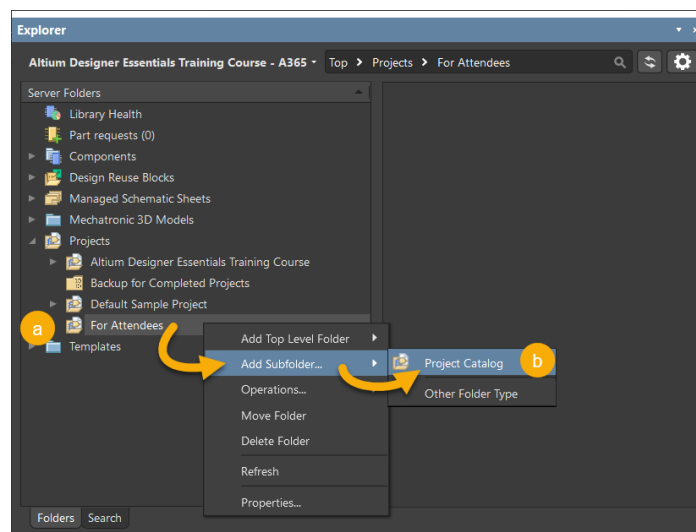 Explorer
Altium Designer Essentials Training Course - A365 Top Projects For Attendees
Server Folders
Library Health
Part requests (0)
Components
Design Reuse Blocks
Managed Schematic Sheets
Mechatronic 3D Models
Projects
Altium Designer Essentials Training Course
Backup for Completed Projects
Default Sample Project
a For Attendees
Templates
Add Top Level Folder
Add Subfolder...
Operations...
Move Folder
Delete Folder
Refresh
Properties...
Project Catalog b
Other Folder Type
Folders Search